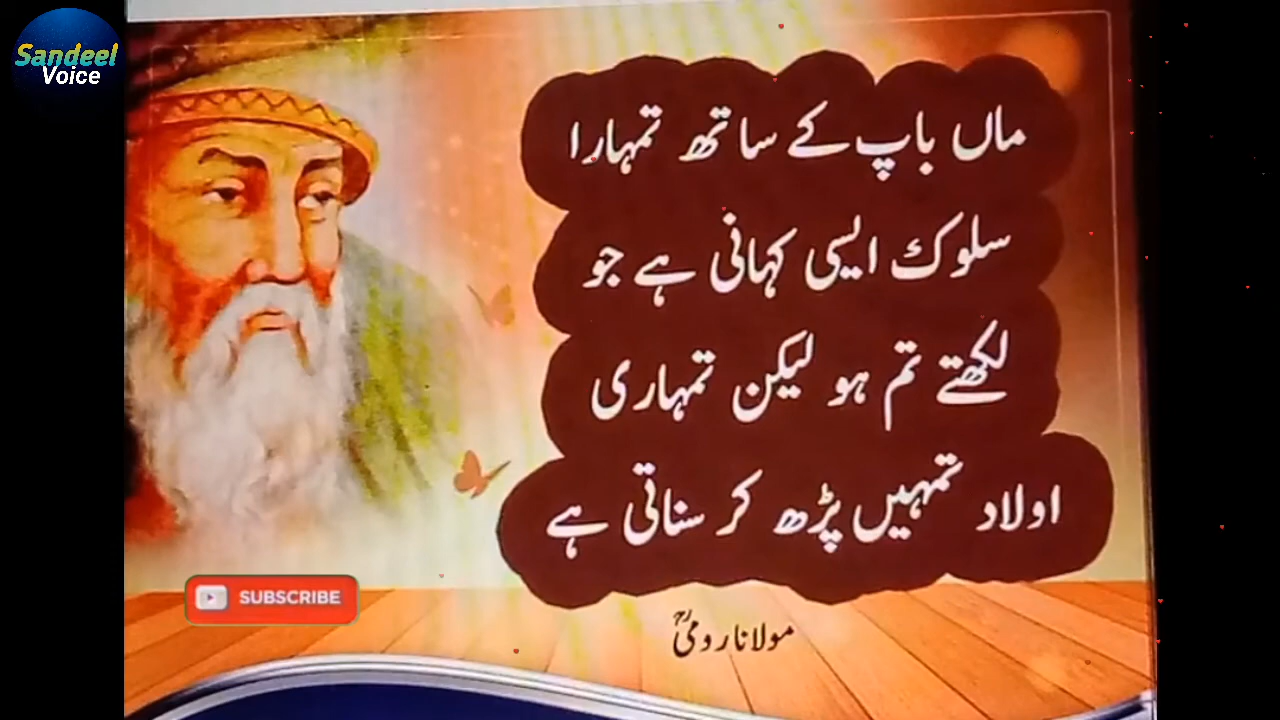 Sandeel
Voice
ماں باپ کے ساتھ تمہارا
سلوک ایسی کہانی ہے جو
لکھتے تم ہو لیکن تمہاری
اولاد تمہیں پڑھ کر سناتی ہے
مولانا رومیؒ
SUBSCRIBE